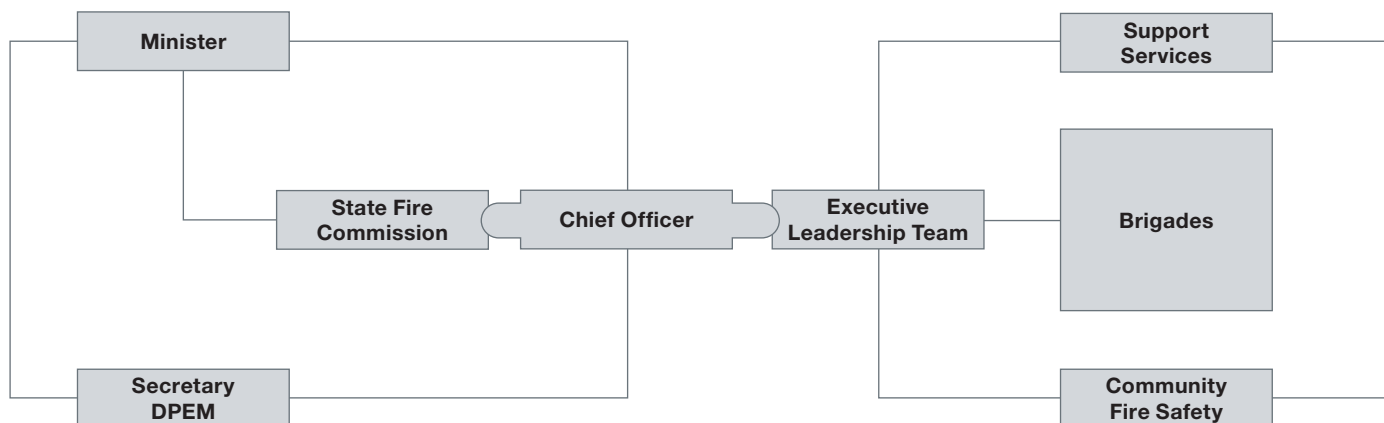 Minister
Support
Services
State Fire
Commission
Chief Officer
Executive
Leadership Team
Brigades
Secretary
DPEM
Community
Fire Safety